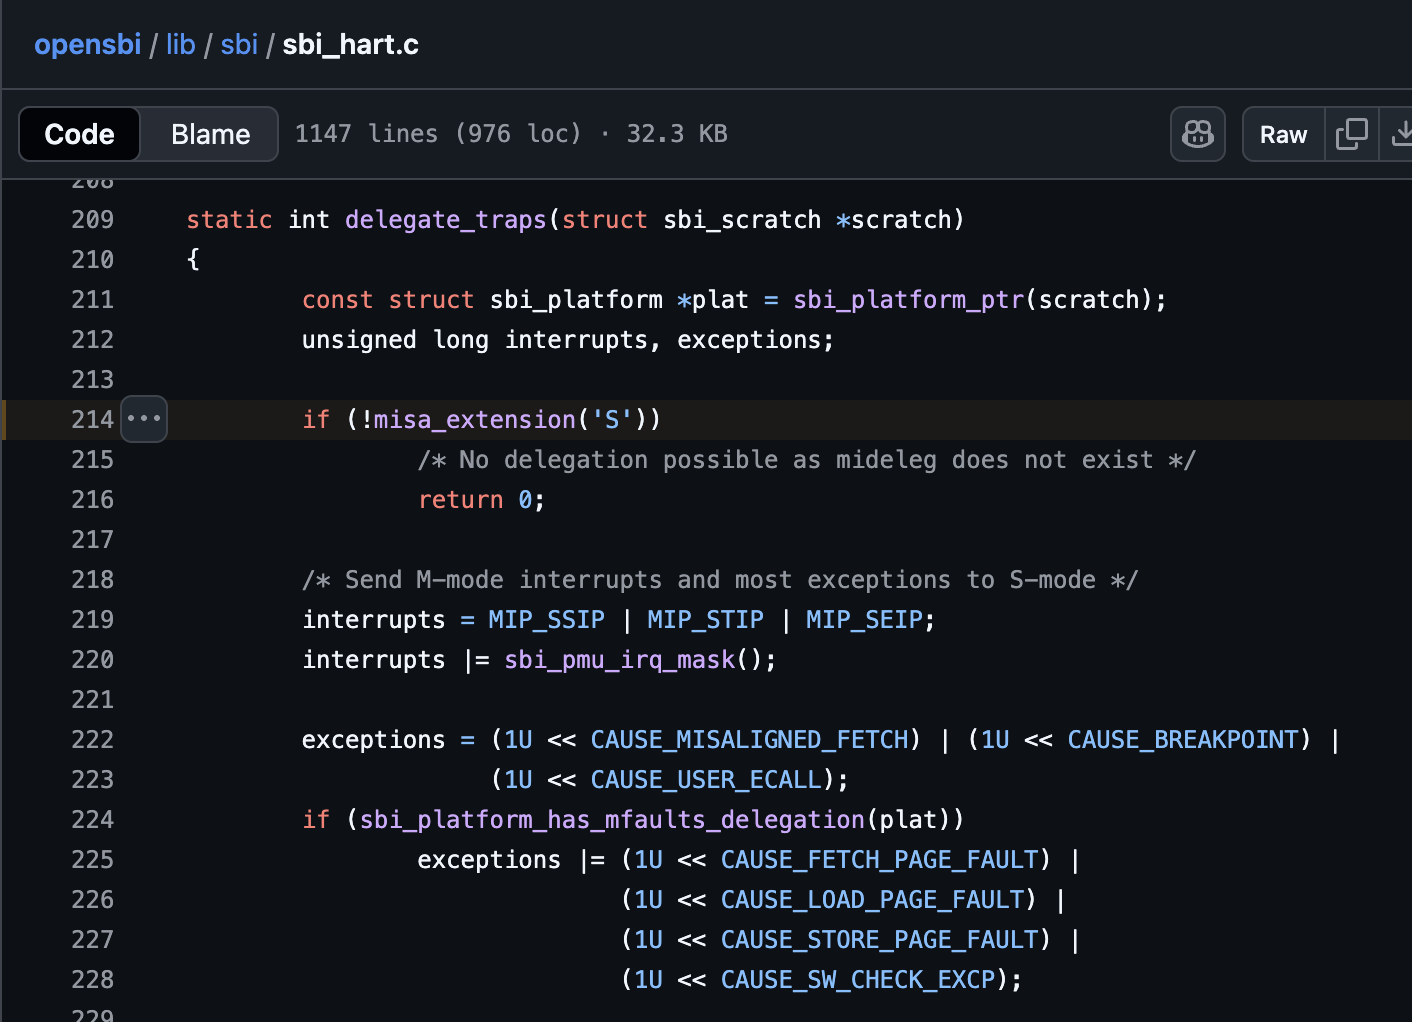 opensbi / lib / sbi / sbi_hart.c
Code Blame 1147 lines (976 loc) · 32.3 KB Raw
208
209 static int delegate_traps(struct sbi_scratch *scratch)
210 {
211 const struct sbi_platform *plat = sbi_platform_ptr(scratch);
212 unsigned long interrupts, exceptions;
213
214 if (!misa_extension('S'))
215 /* No delegation possible as mideleg does not exist */
216 return 0;
217
218 /* Send M-mode interrupts and most exceptions to S-mode */
219 interrupts = MIP_SSIP | MIP_STIP | MIP_SEIP;
220 interrupts |= sbi_pmu_irq_mask();
221
222 exceptions = (1U << CAUSE_MISALIGNED_FETCH) | (1U << CAUSE_BREAKPOINT) |
223 (1U << CAUSE_USER_ECALL);
224 if (sbi_platform_has_mfaults_delegation(plat))
225 exceptions |= (1U << CAUSE_FETCH_PAGE_FAULT) |
226 (1U << CAUSE_LOAD_PAGE_FAULT) |
227 (1U << CAUSE_STORE_PAGE_FAULT) |
228 (1U << CAUSE_SW_CHECK_EXCP);
229